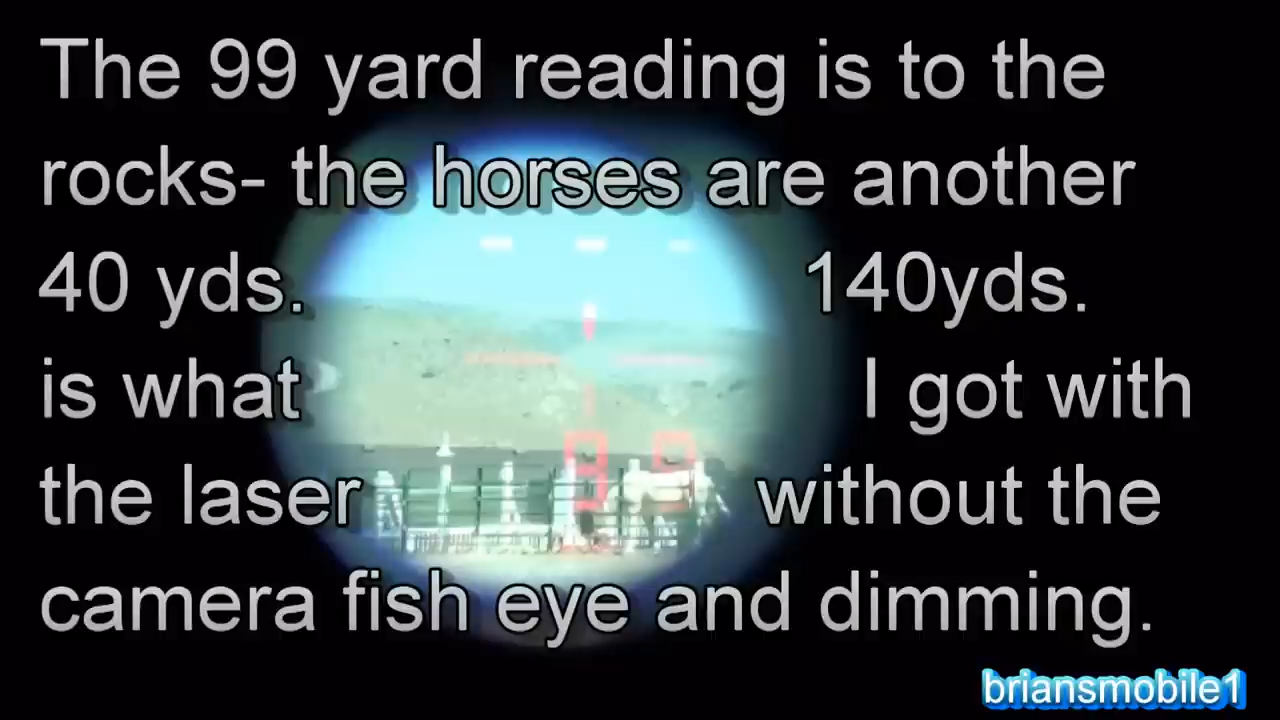 The 99 yard reading is to the
rocks- the horses are another
40 yds. 140yds.
is what I got with
the laser without the
camera fish eye and dimming.
briansmobile1